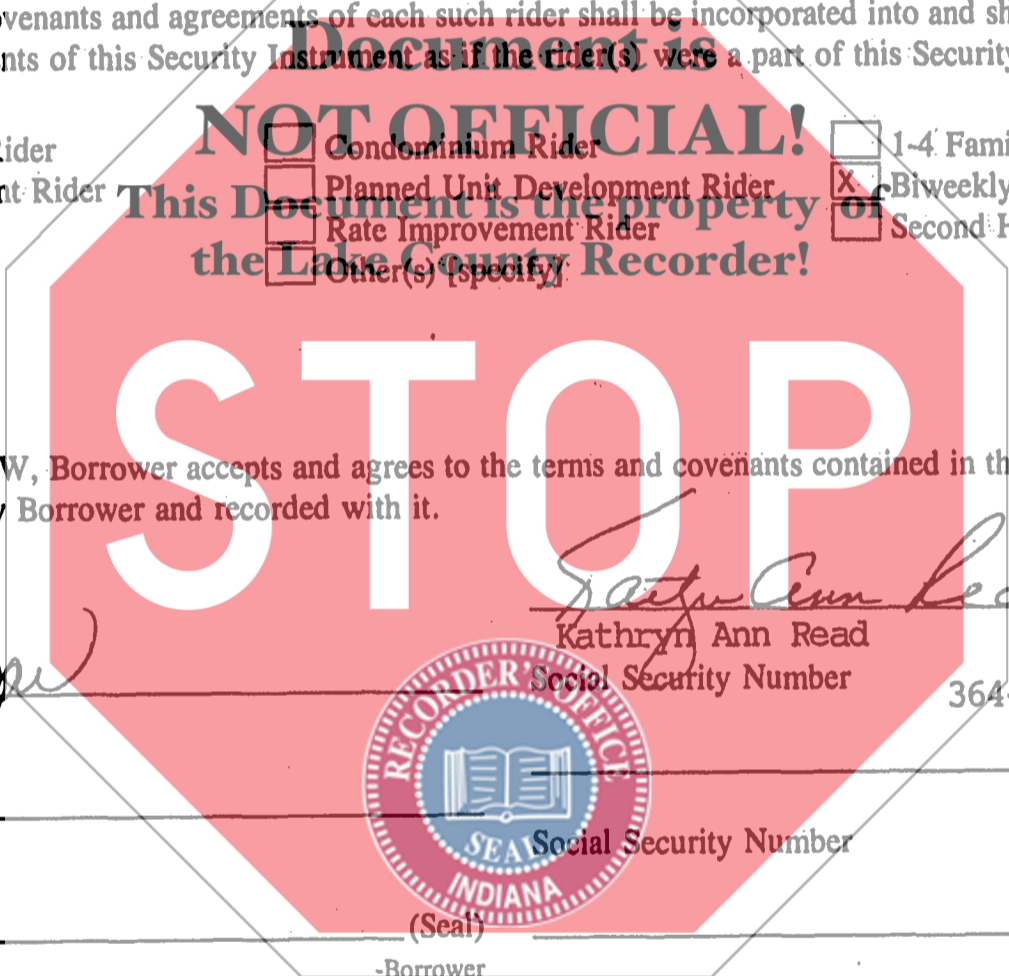 venants and agreements of each such rider shall be incorporated into and sh
nts of this Security Instrument as if the rider(s) were a part of this Security
Document is
NOT OFFICIAL!
This Document is the property of
the Lake County Recorder!
ider
Condominium Rider
1-4 Fami
nt Rider
Planned Unit Development Rider
X Biweekly
Rate Improvement Rider
Second H
Other(s) [specify]
STOP
W, Borrower accepts and agrees to the terms and covenants contained in th
Borrower and recorded with it.
Kathryn Ann Read
Social Security Number
364-
RECORDER'S OFFICE
SEAL
INDIANA
Social Security Number
(Seal)
-Borrower